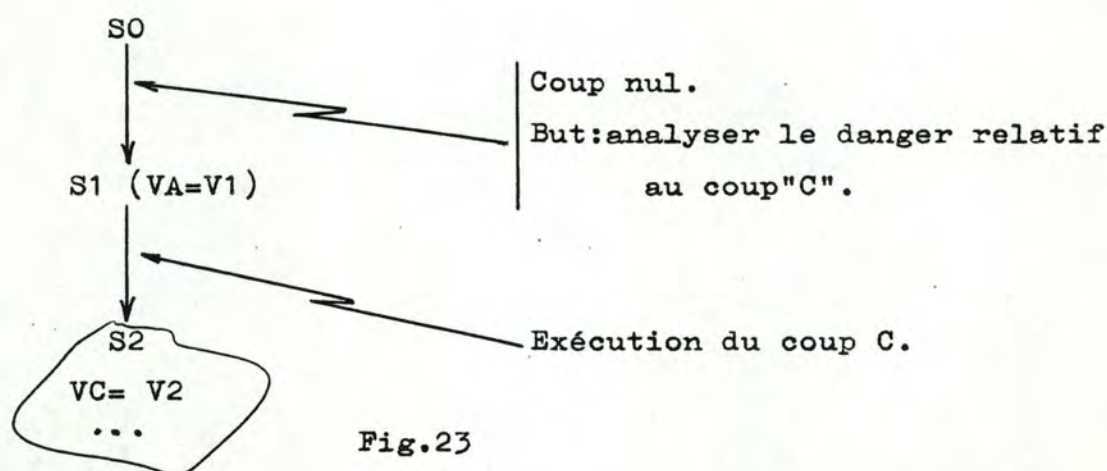 S0
Coup nul.
But:analyser le danger relatif
au coup"C".
S1 (VA=V1)
Exécution du coup C.
S2
VC= V2
...
Fig.23